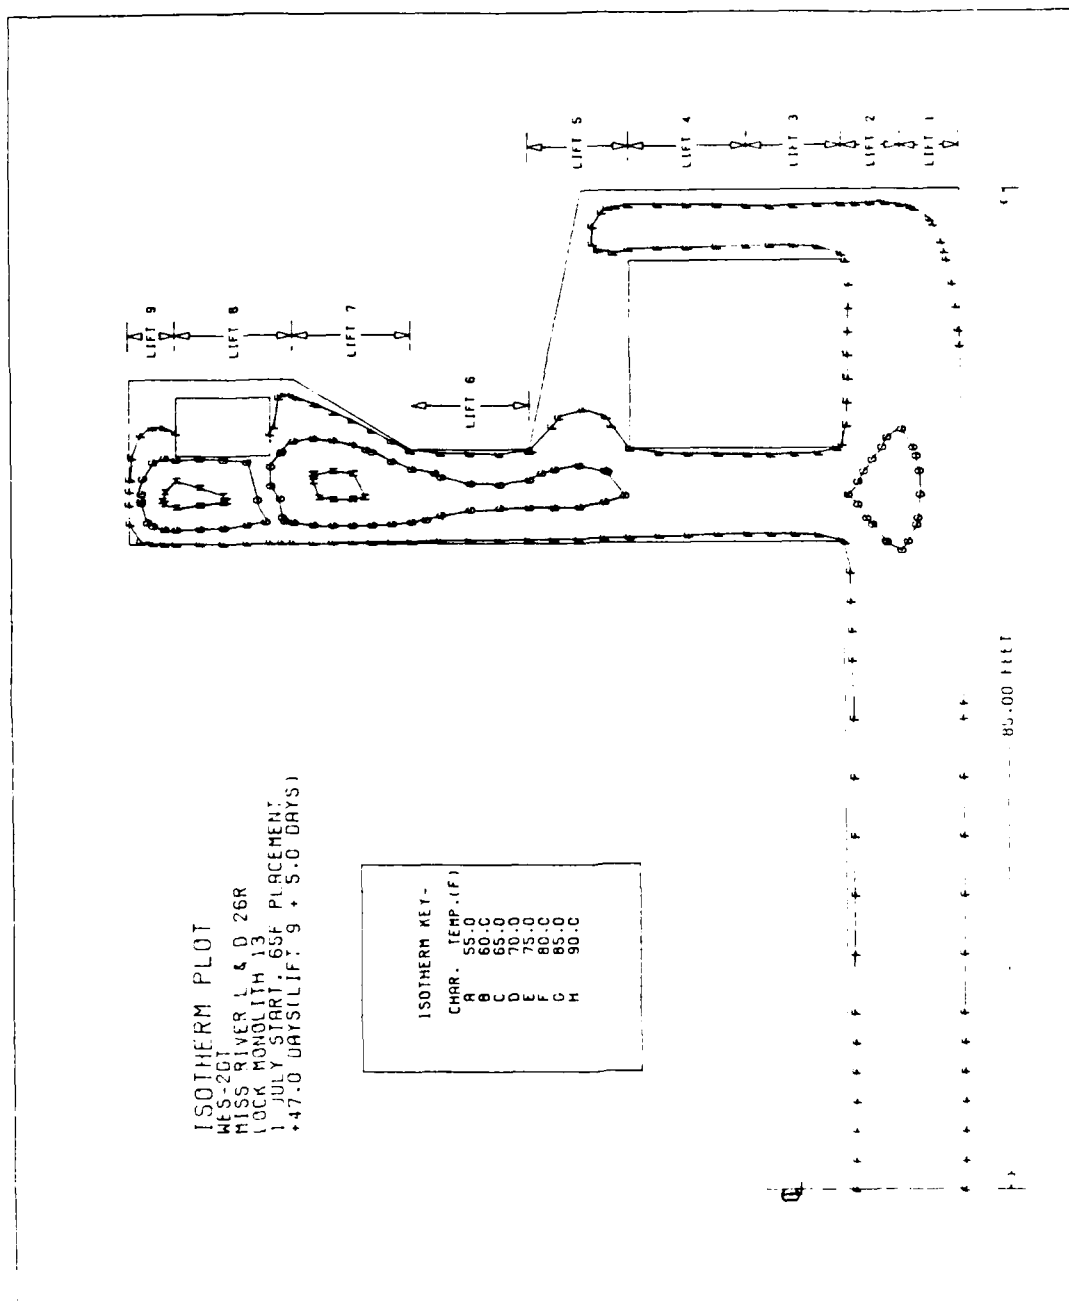 ISOTHERM PLOT
WES-2DT
MISS RIVER L & D 26R
LOCK MONOLITH 13
1 JULY START, 65F PLACEMENT
+47.0 DAYS(LIFT 9 + 5.0 DAYS)
ISOTHERM KEY-
CHAR. TEMP.(F)
A 55.0
B 60.0
C 65.0
D 70.0
E 75.0
F 80.0
G 85.0
H 90.0
LIFT 9
LIFT 8
LIFT 7
LIFT 6
LIFT 5
LIFT 4
LIFT 3
LIFT 2
LIFT 1
85.00 FEET